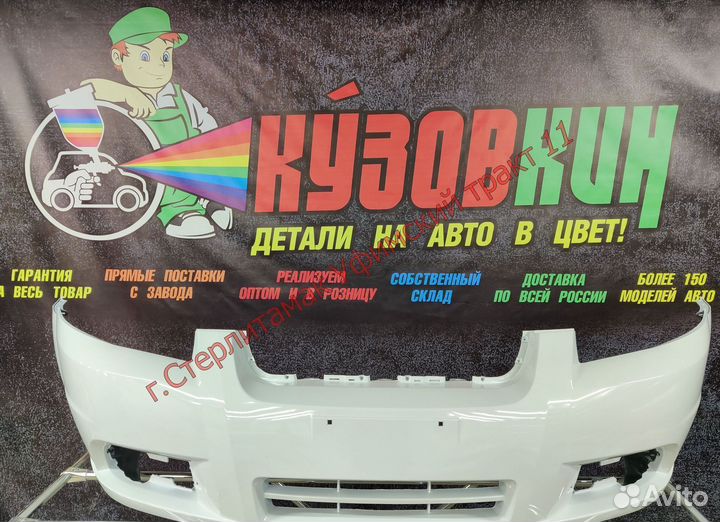 КУЗОВКИН
ДЕТАЛИ НА АВТО В ЦВЕТ!
ГАРАНТИЯ
НА ВЕСЬ ТОВАР
ПРЯМЫЕ ПОСТАВКИ
С ЗАВОДА
РЕАЛИЗУЕМ
ОПТОМ И В РОЗНИЦУ
СОБСТВЕННЫЙ
СКЛАД
ДОСТАВКА
ПО ВСЕЙ РОССИИ
БОЛЕЕ 150
МОДЕЛЕЙ АВТО
г.Стерлитамак, Уфимский тракт 11
Avito